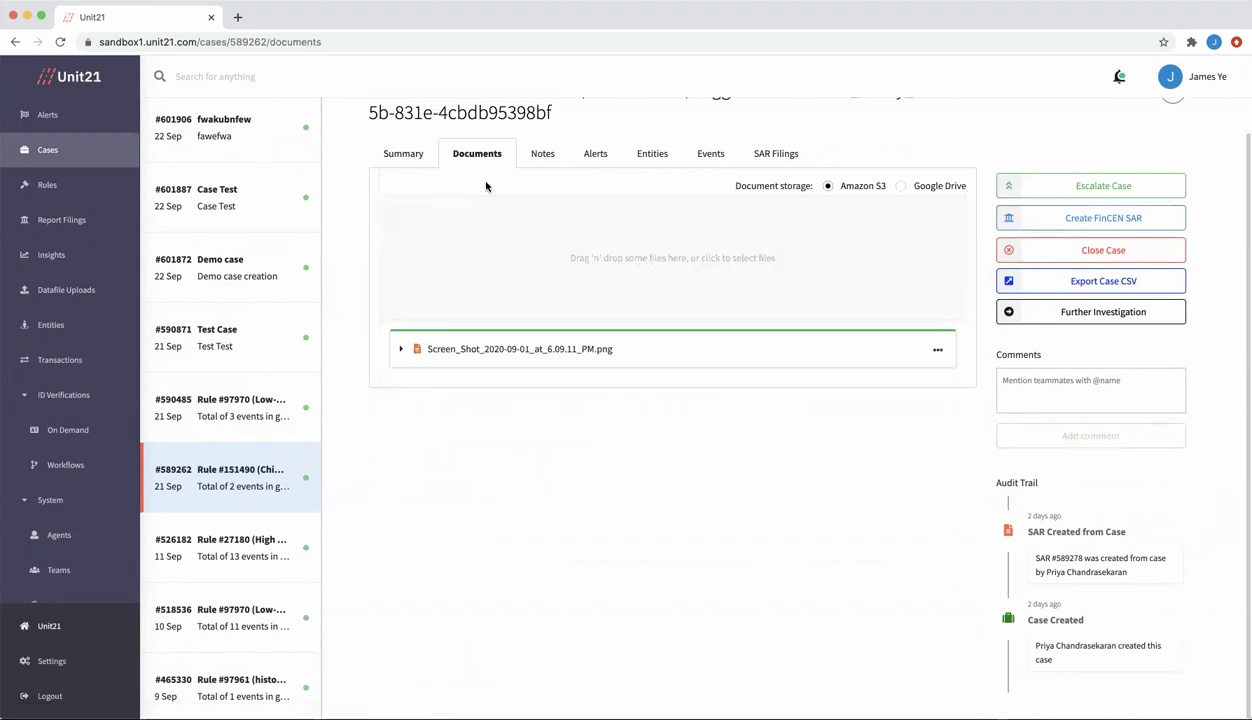 Unit21
sandbox1.unit21.com/cases/589262/documents
Unit21
Search for anything
J
James Ye
Alerts
Cases
Rules
Report Filings
Insights
Datafile Uploads
Entities
Transactions
ID Verifications
On Demand
Workflows
System
Agents
Teams
Unit21
Settings
Logout
#601906 fwakubnfew
22 Sep fawefwa
#601887 Case Test
22 Sep Case Test
#601872 Demo case
22 Sep Demo case creation
#590871 Test Case
21 Sep Test Test
#590485 Rule #97970 (Low-...
21 Sep Total of 3 events in g...
#589262 Rule #151490 (Chi...
21 Sep Total of 2 events in g...
#526182 Rule #27180 (High ...
11 Sep Total of 13 events in ...
#518536 Rule #97970 (Low-...
10 Sep Total of 11 events in ...
#465330 Rule #97961 (histo...
9 Sep Total of 1 events in g...
5b-831e-4cbdb95398bf
Summary Documents Notes Alerts Entities Events SAR Filings
Document storage: Amazon S3 Google Drive
Drag 'n' drop some files here, or click to select files
Screen_Shot_2020-09-01_at_6.09.11_PM.png
Escalate Case
Create FinCEN SAR
Close Case
Export Case CSV
Further Investigation
Comments
Mention teammates with @name
Add comment
Audit Trail
2 days ago
SAR Created from Case
SAR #589278 was created from case
by Priya Chandrasekaran
2 days ago
Case Created
Priya Chandrasekaran created this
case